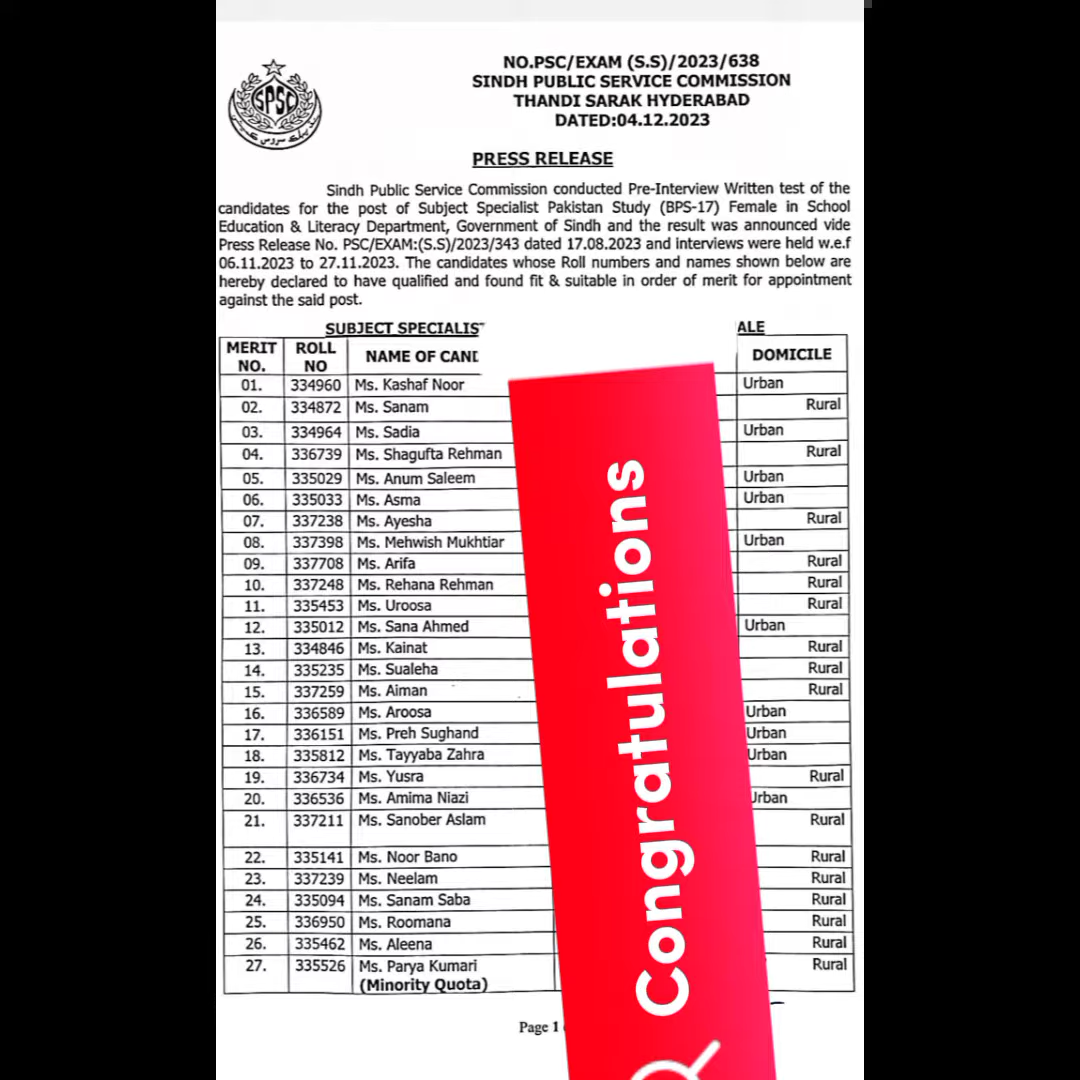 NO.PSC/EXAM (S.S)/2023/638
SINDH PUBLIC SERVICE COMMISSION
THANDI SARAK HYDERABAD
DATED:04.12.2023
SPSC
PRESS RELEASE
Sindh Public Service Commission conducted Pre-Interview Written test of the
candidates for the post of Subject Specialist Pakistan Study (BPS-17) Female in School
Education & Literacy Department, Government of Sindh and the result was announced vide
Press Release No. PSC/EXAM:(S.S)/2023/343 dated 17.08.2023 and interviews were held w.e.f
06.11.2023 to 27.11.2023. The candidates whose Roll numbers and names shown below are
hereby declared to have qualified and found fit & suitable in order of merit for appointment
against the said post.
SUBJECT SPECIALIS ALE
MERIT NO. ROLL NO NAME OF CAND DOMICILE
01. 334960 Ms. Kashaf Noor Urban
02. 334872 Ms. Sanam Rural
03. 334964 Ms. Sadia Urban
04. 336739 Ms. Shagufta Rehman Rural
05. 335029 Ms. Anum Saleem Urban
06. 335033 Ms. Asma Urban
07. 337238 Ms. Ayesha Rural
08. 337398 Ms. Mehwish Mukhtiar Urban
09. 337708 Ms. Arifa Rural
10. 337248 Ms. Rehana Rehman Rural
11. 335453 Ms. Uroosa Rural
12. 335012 Ms. Sana Ahmed Urban
13. 334846 Ms. Kainat Rural
14. 335235 Ms. Sualeha Rural
15. 337259 Ms. Aiman Rural
16. 336589 Ms. Aroosa Urban
17. 336151 Ms. Preh Sughand Urban
18. 335812 Ms. Tayyaba Zahra Urban
19. 336734 Ms. Yusra Rural
20. 336536 Ms. Amima Niazi Urban
21. 337211 Ms. Sanober Aslam Rural
22. 335141 Ms. Noor Bano Rural
23. 337239 Ms. Neelam Rural
24. 335094 Ms. Sanam Saba Rural
25. 336950 Ms. Roomana Rural
26. 335462 Ms. Aleena Rural
27. 335526 Ms. Parya Kumari Rural
(Minority Quota)
Page 1
Congratulations